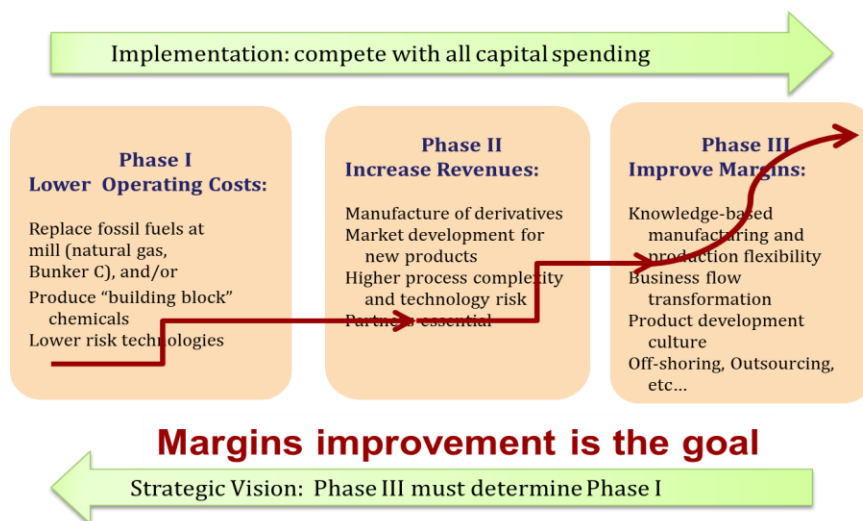 Implementation: compete with all capital spending
Phase I
Lower Operating Costs:
Replace fossil fuels at
mill (natural gas,
Bunker C), and/or
Produce “building block”
chemicals
Lower risk technologies
Phase II
Increase Revenues:
Manufacture of derivatives
Market development for
new products
Higher process complexity
and technology risk
Partners essential
Phase III
Improve Margins:
Knowledge-based
manufacturing and
production flexibility
Business flow
transformation
Product development
culture
Off-shoring, Outsourcing,
etc...
Margins improvement is the goal
Strategic Vision: Phase III must determine Phase I